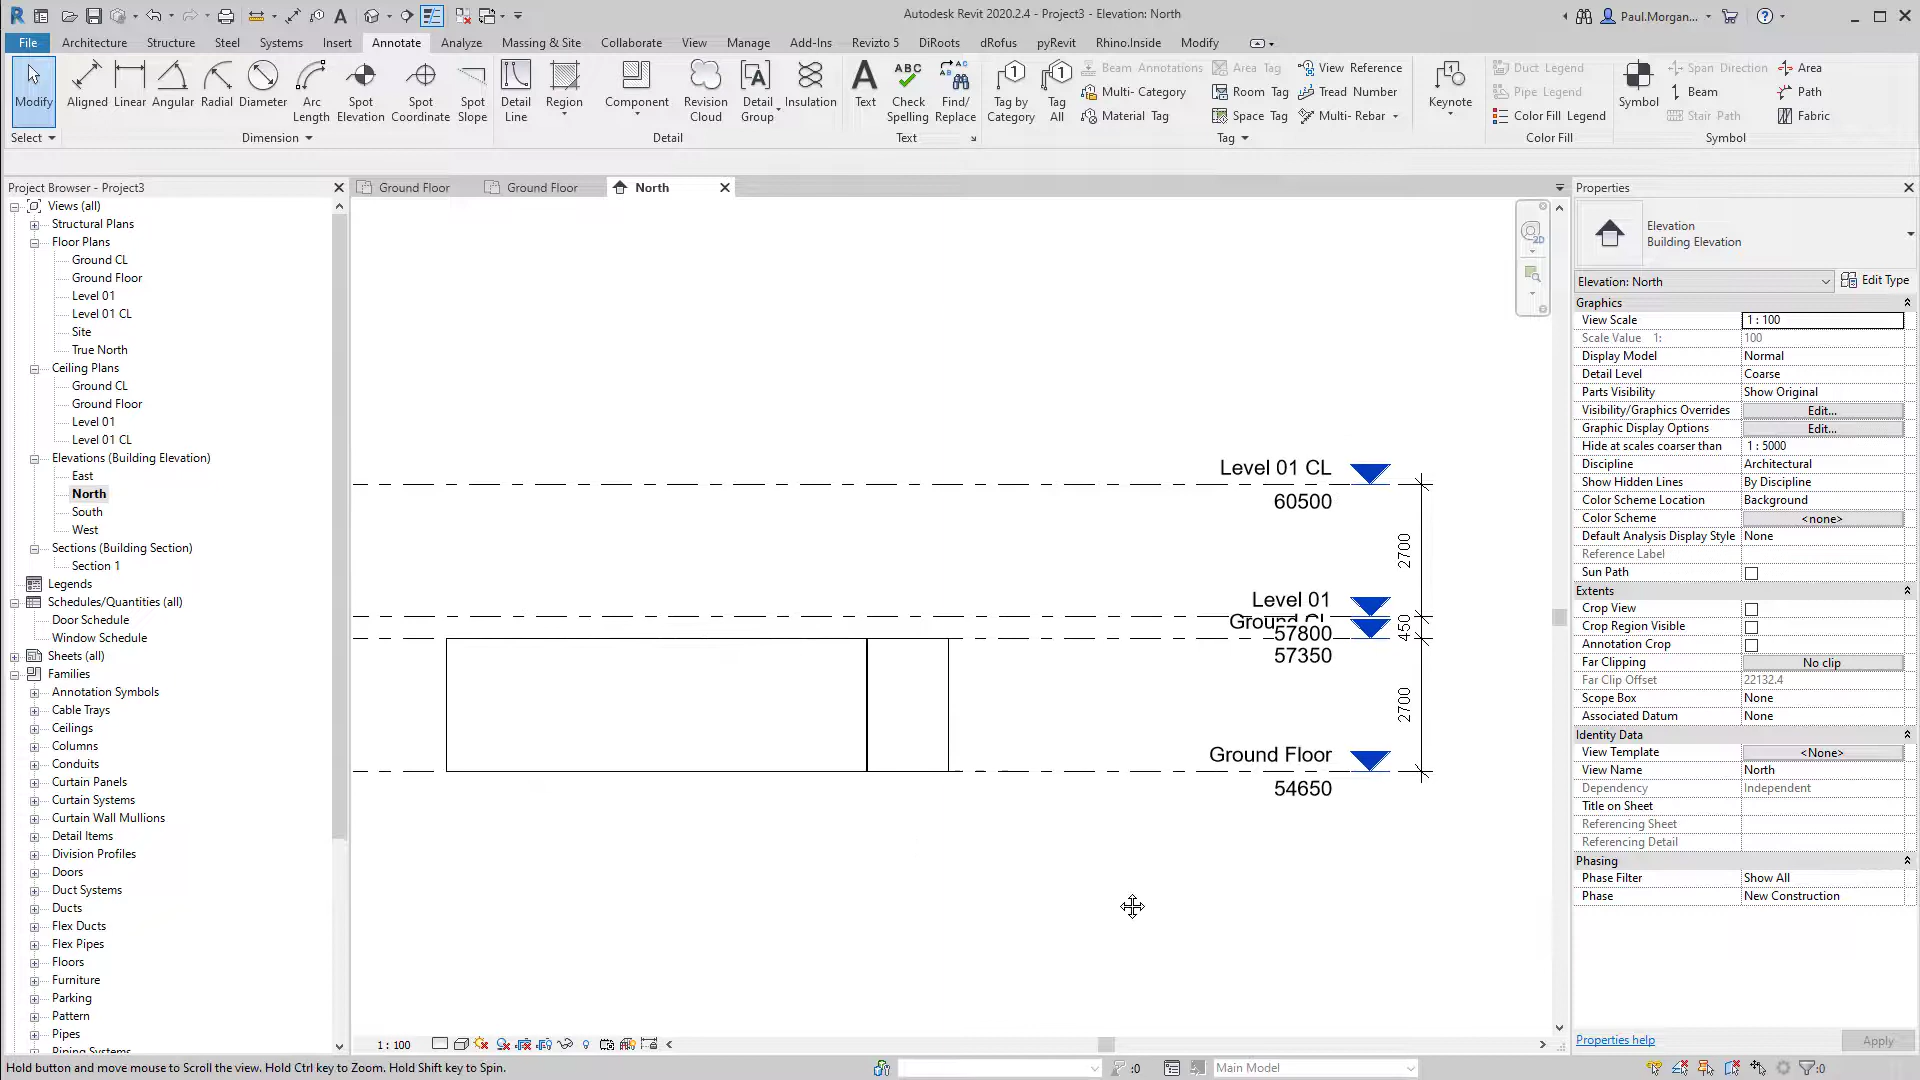 Autodesk Revit 2020.2.4 - Project3 - Elevation: North
Paul.Morgan...
File
Architecture
Structure
Steel
Systems
Insert
Annotate
Analyze
Massing & Site
Collaborate
View
Manage
Add-Ins
Revizto 5
DiRoots
dRofus
pyRevit
Rhino.Inside
Modify
Modify
Aligned
Linear
Angular
Radial
Diameter
Arc Length
Spot Elevation
Spot Coordinate
Spot Slope
Detail Line
Region
Component
Revision Cloud
Detail Group
Insulation
Text
Check Spelling
Find/ Replace
Tag by Category
Tag All
Beam Annotations
Multi- Category
Material Tag
Area Tag
Room Tag
Space Tag
View Reference
Tread Number
Multi- Rebar
Keynote
Duct Legend
Pipe Legend
Color Fill Legend
Symbol
Span Direction
Beam
Stair Path
Area
Path
Fabric
Select
Dimension
Detail
Text
Tag
Color Fill
Symbol
Project Browser - Project3
Views (all)
Structural Plans
Floor Plans
Ground CL
Ground Floor
Level 01
Level 01 CL
Site
True North
Ceiling Plans
Ground CL
Ground Floor
Level 01
Level 01 CL
Elevations (Building Elevation)
East
North
South
West
Sections (Building Section)
Section 1
Legends
Schedules/Quantities (all)
Door Schedule
Window Schedule
Sheets (all)
Families
Annotation Symbols
Cable Trays
Ceilings
Columns
Conduits
Curtain Panels
Curtain Systems
Curtain Wall Mullions
Detail Items
Division Profiles
Doors
Duct Systems
Ducts
Flex Ducts
Flex Pipes
Floors
Furniture
Parking
Pattern
Pipes
Piping Systems
Ground Floor
Ground Floor
North
2D
Level 01 CL
60500
2700
Level 01
Ground CL
57800
450
57350
2700
Ground Floor
54650
Properties
Elevation
Building Elevation
Elevation: North
Edit Type
Graphics
View Scale 1 : 100
Scale Value 1: 100
Display Model Normal
Detail Level Coarse
Parts Visibility Show Original
Visibility/Graphics Overrides Edit...
Graphic Display Options Edit...
Hide at scales coarser than 1 : 5000
Discipline Architectural
Show Hidden Lines By Discipline
Color Scheme Location Background
Color Scheme <none>
Default Analysis Display Style None
Reference Label
Sun Path
Extents
Crop View
Crop Region Visible
Annotation Crop
Far Clipping No clip
Far Clip Offset 22132.4
Scope Box None
Associated Datum None
Identity Data
View Template <None>
View Name North
Dependency Independent
Title on Sheet
Referencing Sheet
Referencing Detail
Phasing
Phase Filter Show All
Phase New Construction
Properties help
Apply
1 : 100
Hold button and move mouse to Scroll the view. Hold Ctrl key to Zoom. Hold Shift key to Spin.
:0
Main Model
:0